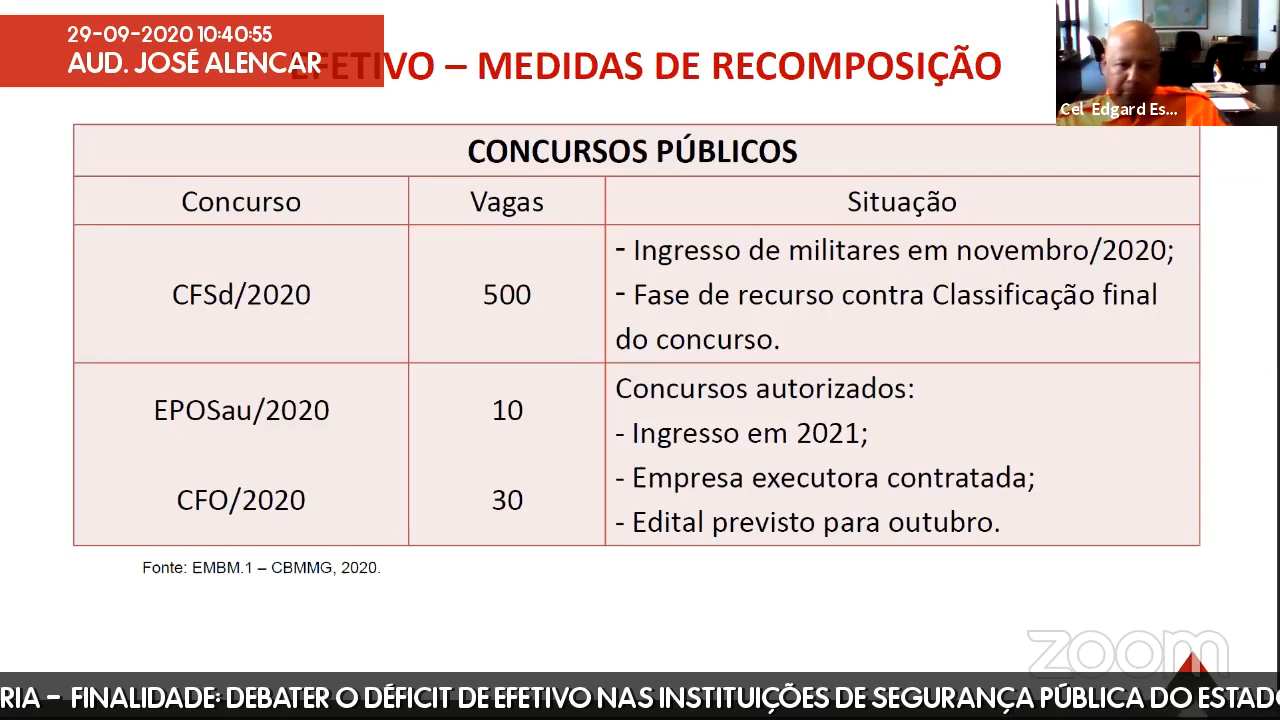 29-09-2020 10:40:55
AUD. JOSÉ ALENCAR
EFETIVO – MEDIDAS DE RECOMPOSIÇÃO
Cel Edgard Es...
CONCURSOS PÚBLICOS
Concurso Vagas Situação
CFSd/2020 500
- Ingresso de militares em novembro/2020;
- Fase de recurso contra Classificação final
do concurso.
EPOSau/2020 10
CFO/2020 30
Concursos autorizados:
- Ingresso em 2021;
- Empresa executora contratada;
- Edital previsto para outubro.
Fonte: EMBM.1 – CBMMG, 2020.
zoom
RIA - FINALIDADE: DEBATER O DÉFICIT DE EFETIVO NAS INSTITUIÇÕES DE SEGURANÇA PÚBLICA DO ESTADO